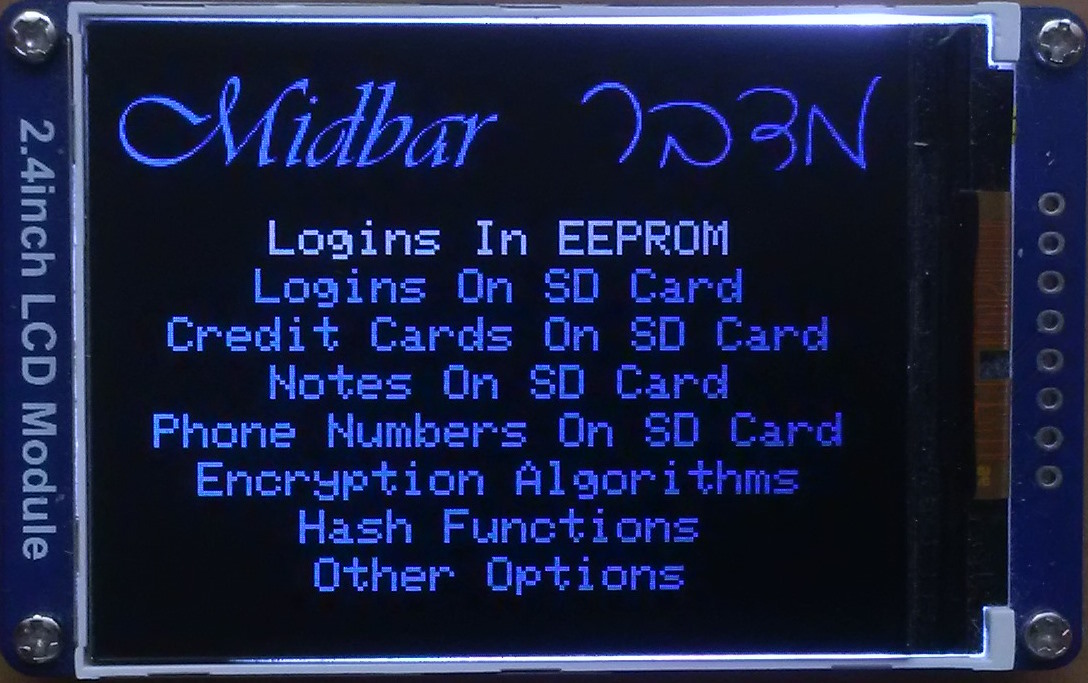 2.4inch LCD Module
Midbar מדבר
Logins In EEPROM
Logins On SD Card
Credit Cards On SD Card
Notes On SD Card
Phone Numbers On SD Card
Encryption Algorithms
Hash Functions
Other Options